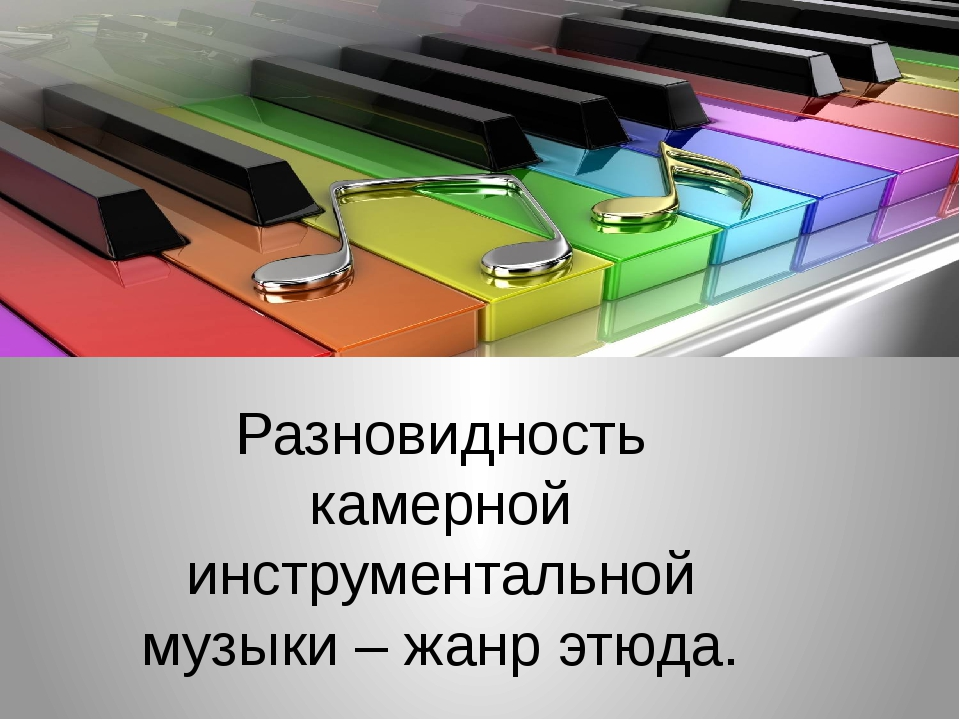 Разновидность
камерной
инструментальной
музыки – жанр этюда.